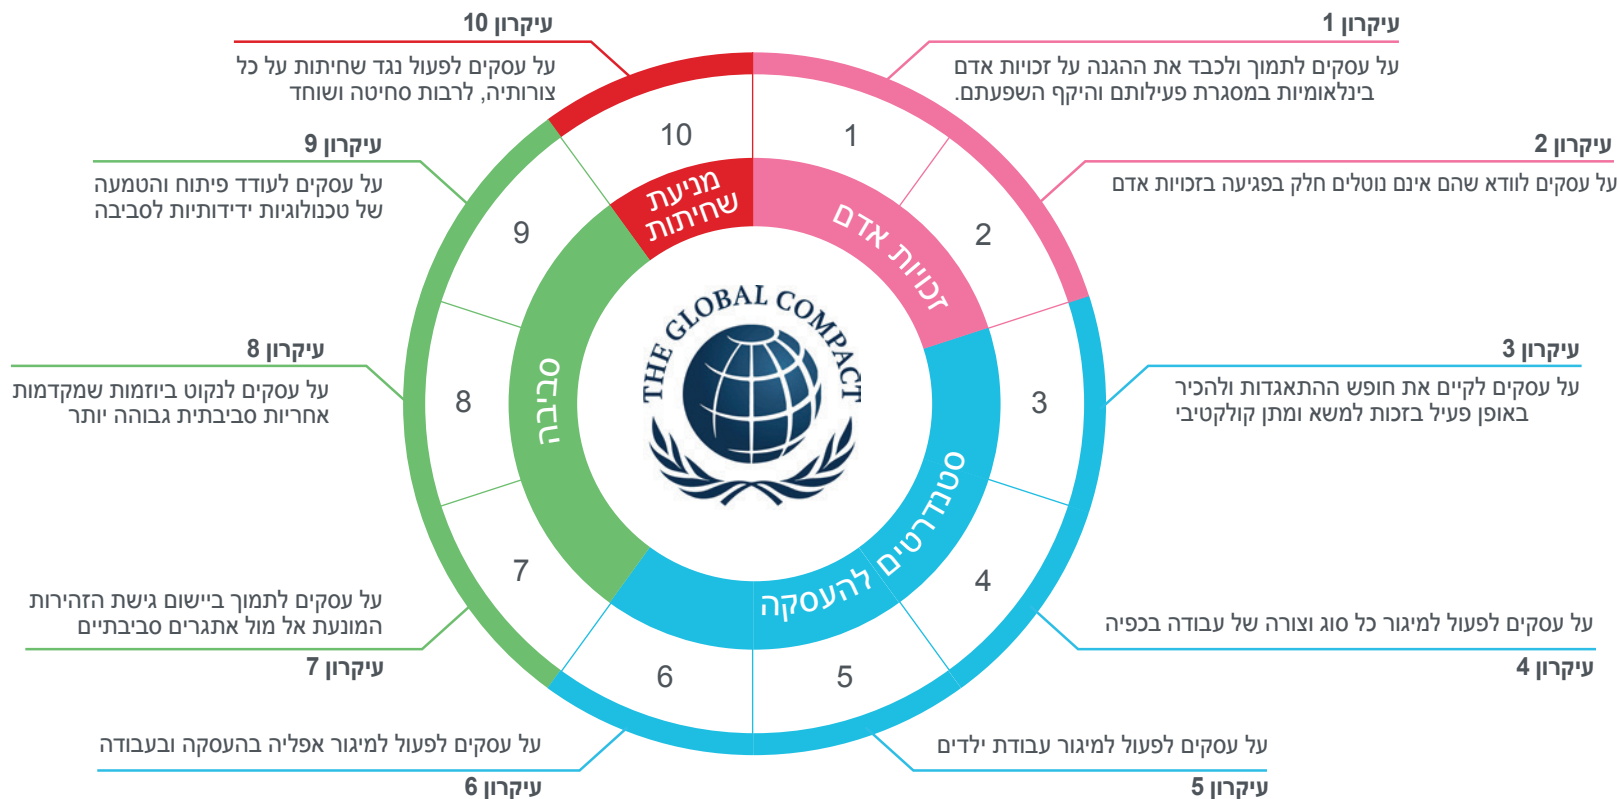 עיקרון 1
על עסקים לתמוך ולכבד את ההגנה על זכויות אדם
בינלאומיות במסגרת פעילותם והיקף השפעתם.
עיקרון 2
על עסקים לוודא שהם אינם נוטלים חלק בפגיעה בזכויות אדם
עיקרון 3
על עסקים לקיים את חופש ההתאגדות ולהכיר
באופן פעיל בזכות למשא ומתן קולקטיבי
על עסקים לפעול למיגור כל סוג וצורה של עבודה בכפיה
עיקרון 4
על עסקים לפעול למיגור עבודת ילדים
עיקרון 5
על עסקים לפעול למיגור אפליה בהעסקה ובעבודה
עיקרון 6
על עסקים לתמוך ביישום גישת הזהירות
המונעת אל מול אתגרים סביבתיים
עיקרון 7
עיקרון 8
על עסקים לנקוט ביוזמות שמקדמות
אחריות סביבתית גבוהה יותר
עיקרון 9
על עסקים לעודד פיתוח והטמעה
של טכנולוגיות ידידותיות לסביבה
עיקרון 10
על עסקים לפעול נגד שחיתות על כל
צורותיה, לרבות סחיטה ושוחד
1
2
3
4
5
6
7
8
9
10
זכויות אדם
סטנדרטים להעסקה
סביבה
מניעת
שחיתות
THE GLOBAL COMPACT